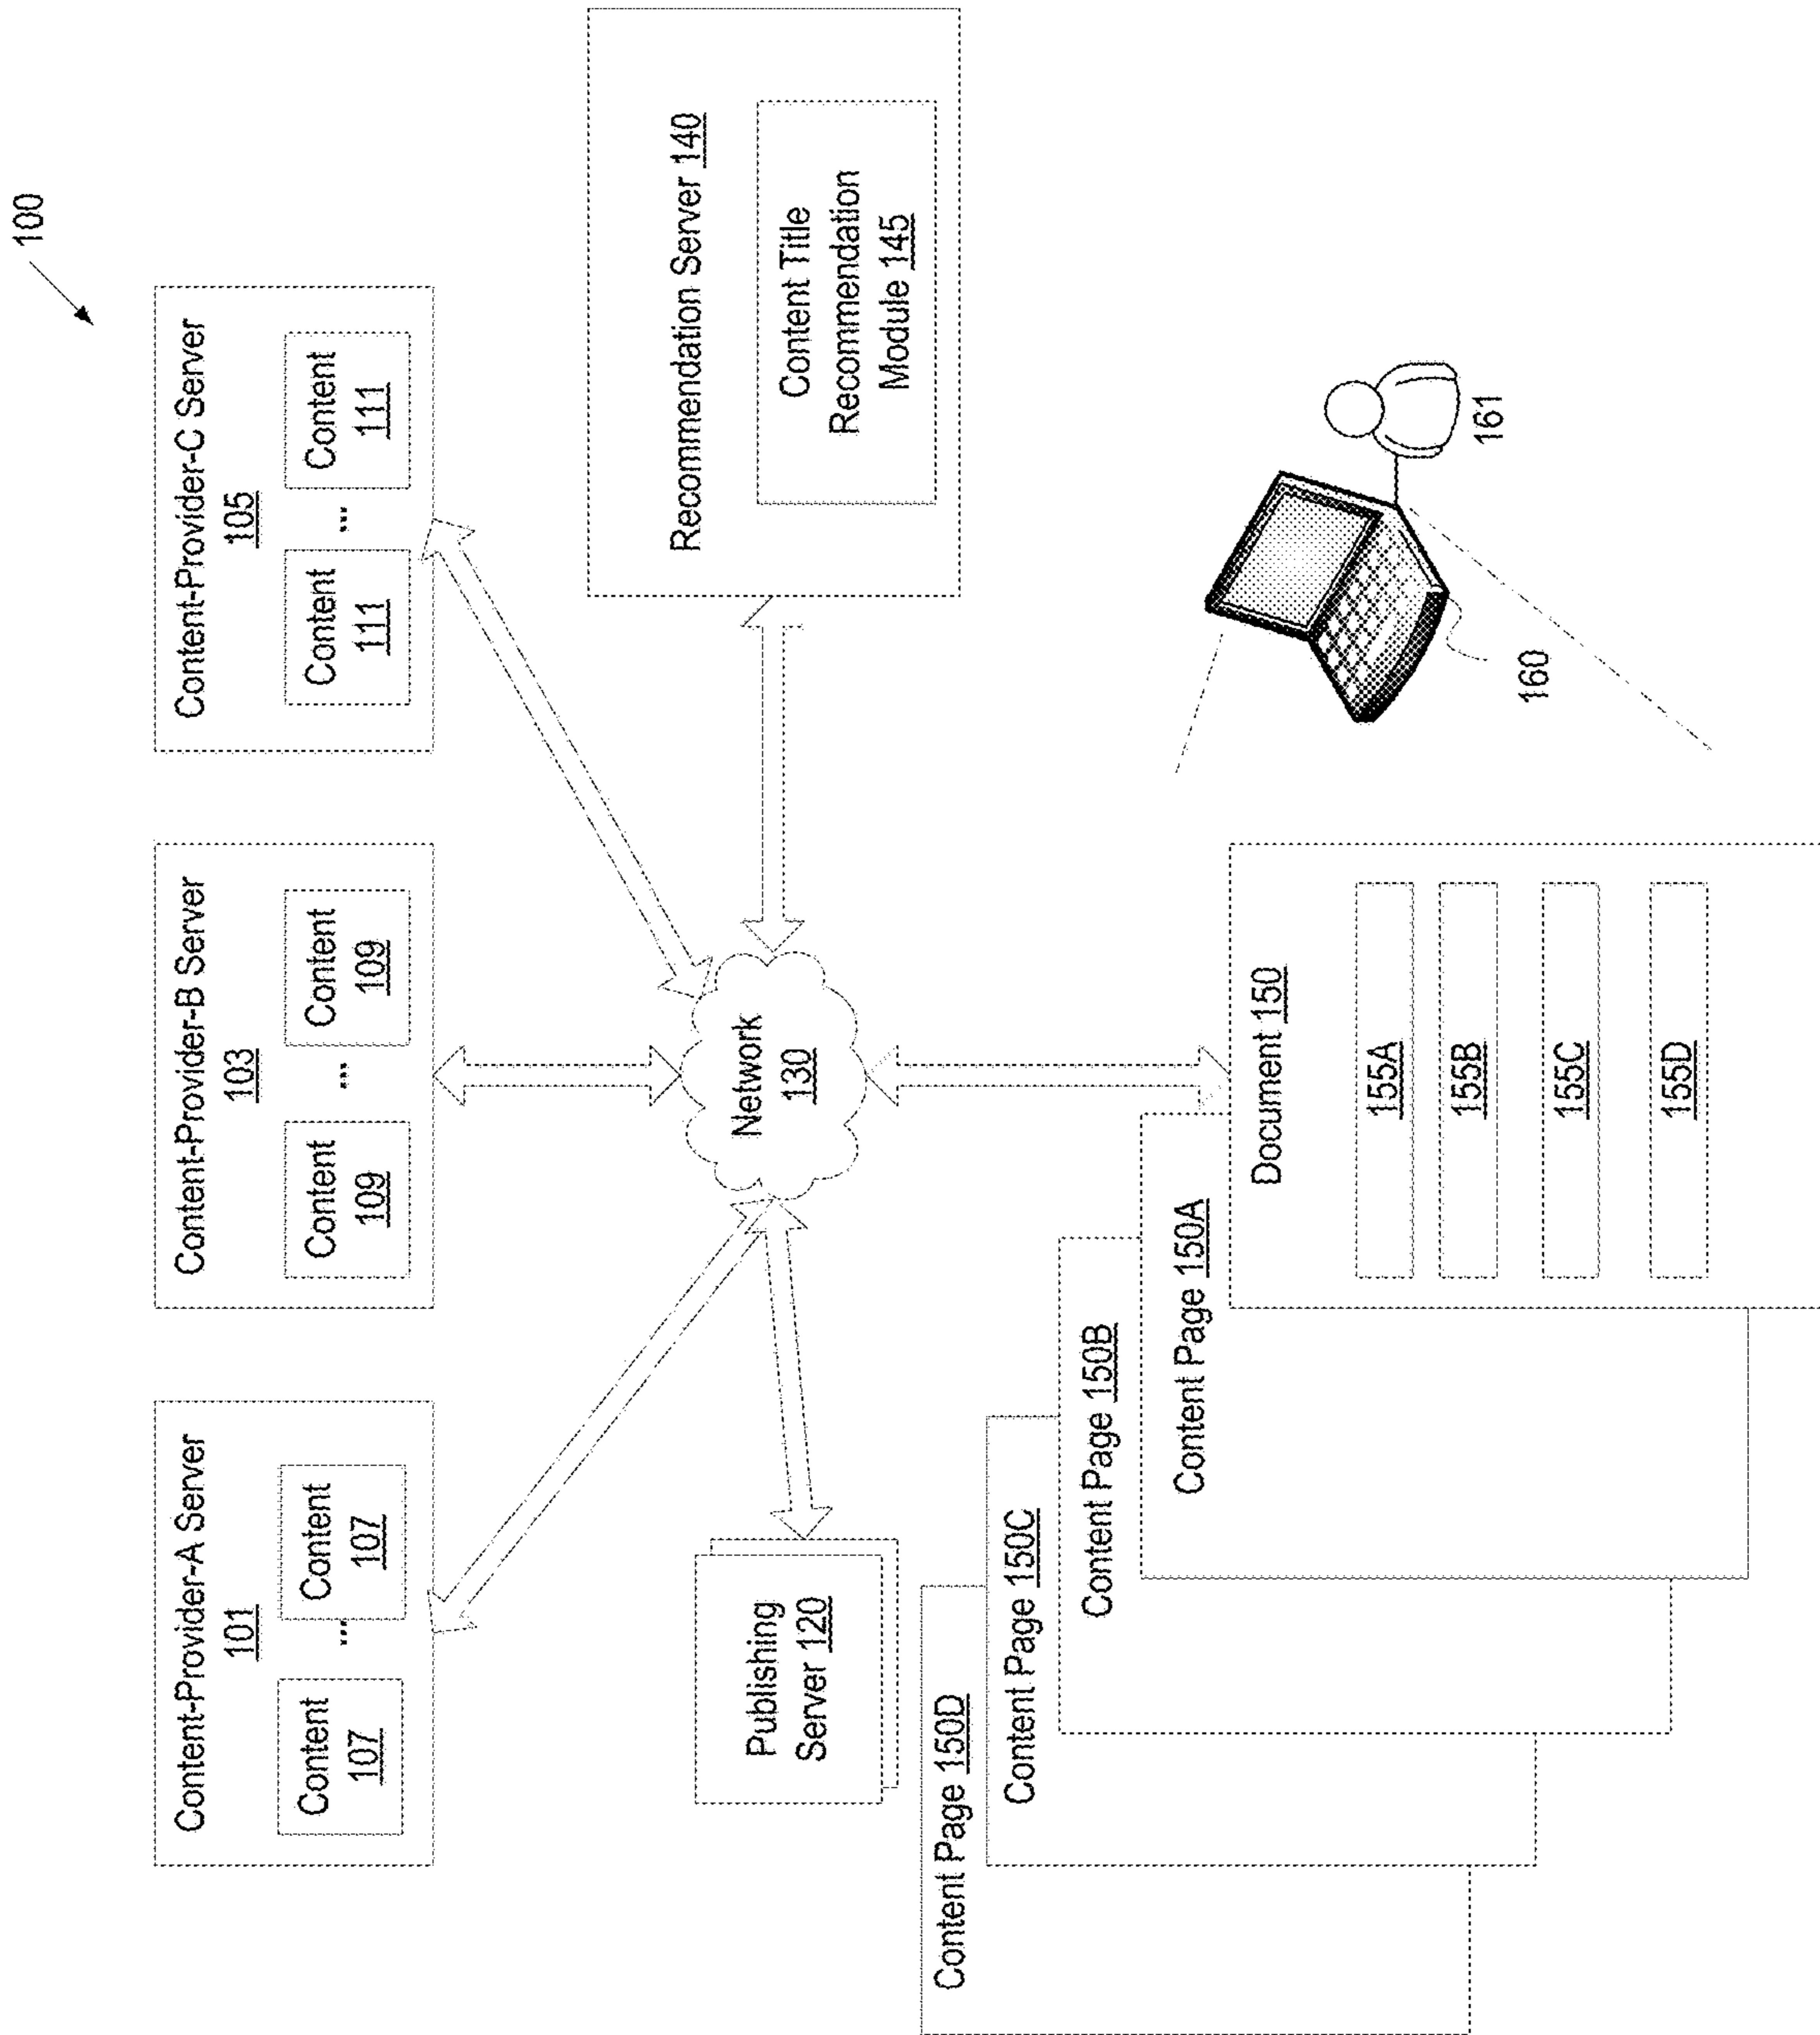 100
Content-Provider-A Server
101
Content
107
...
Content
107
Content-Provider-B Server
103
Content
109
...
Content
109
Content-Provider-C Server
105
Content
111
...
Content
111
Publishing
Server 120
Network
130
Recommendation Server 140
Content Title
Recommendation
Module 145
Content Page 150D
Content Page 150C
Content Page 150B
Content Page 150A
Document 150
155A
155B
155C
155D
160
161